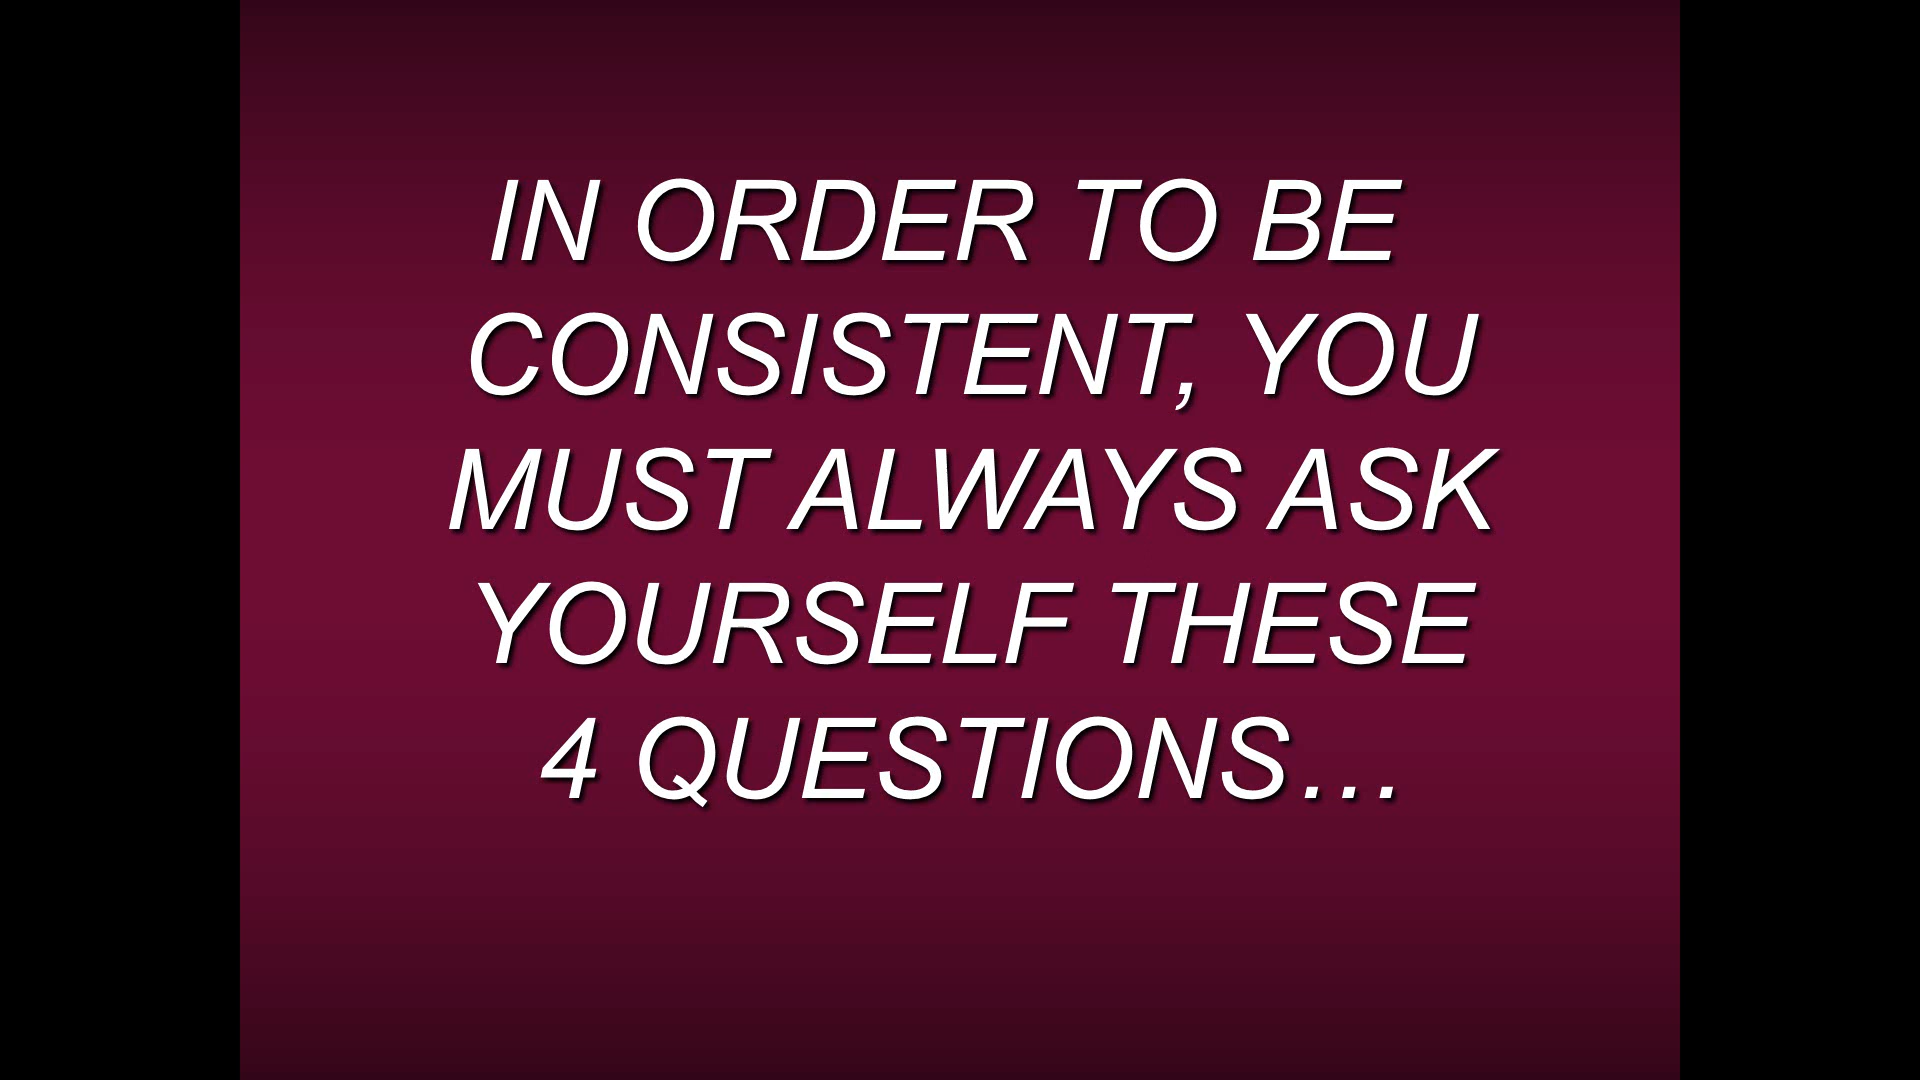 IN ORDER TO BE
CONSISTENT, YOU
MUST ALWAYS ASK
YOURSELF THESE
4 QUESTIONS…